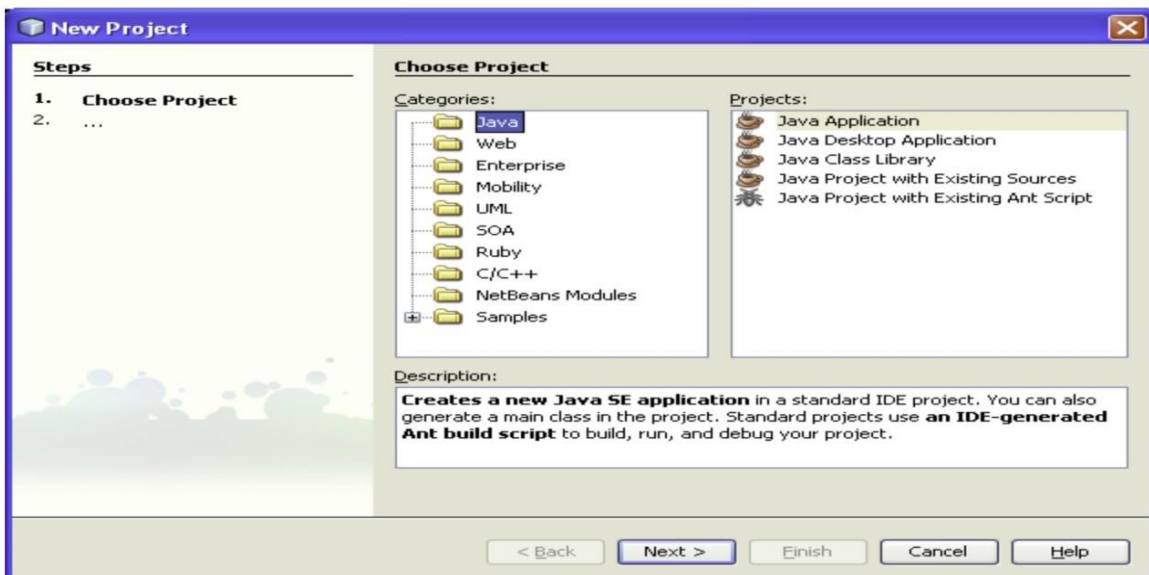 New Project
Steps
1. Choose Project
2. ...
Choose Project
Categories:
Java
Web
Enterprise
Mobility
UML
SOA
Ruby
C/C++
NetBeans Modules
Samples
Projects:
Java Application
Java Desktop Application
Java Class Library
Java Project with Existing Sources
Java Project with Existing Ant Script
Description:
Creates a new Java SE application in a standard IDE project. You can also
generate a main class in the project. Standard projects use an IDE-generated
Ant build script to build, run, and debug your project.
< Back Next > Finish Cancel Help